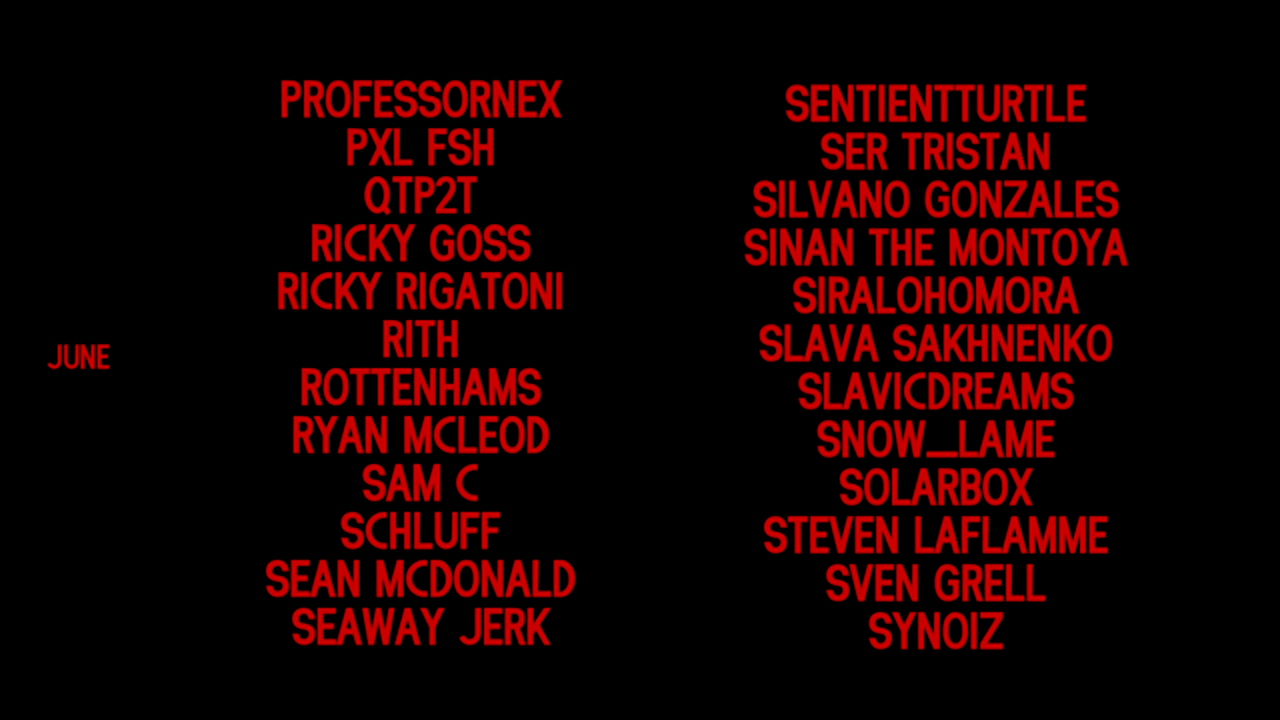 JUNE
PROFESSORNEX
PXL FSH
QTP2T
RICKY GOSS
RICKY RIGATONI
RITH
ROTTENHAMS
RYAN MCLEOD
SAM C
SCHLUFF
SEAN MCDONALD
SEAWAY JERK
SENTIENTTURTLE
SER TRISTAN
SILVANO GONZALES
SINAN THE MONTOYA
SIRALOHOMORA
SLAVA SAKHNENKO
SLAVICDREAMS
SNOW_LAME
SOLARBOX
STEVEN LAFLAMME
SVEN GRELL
SYNOIZ